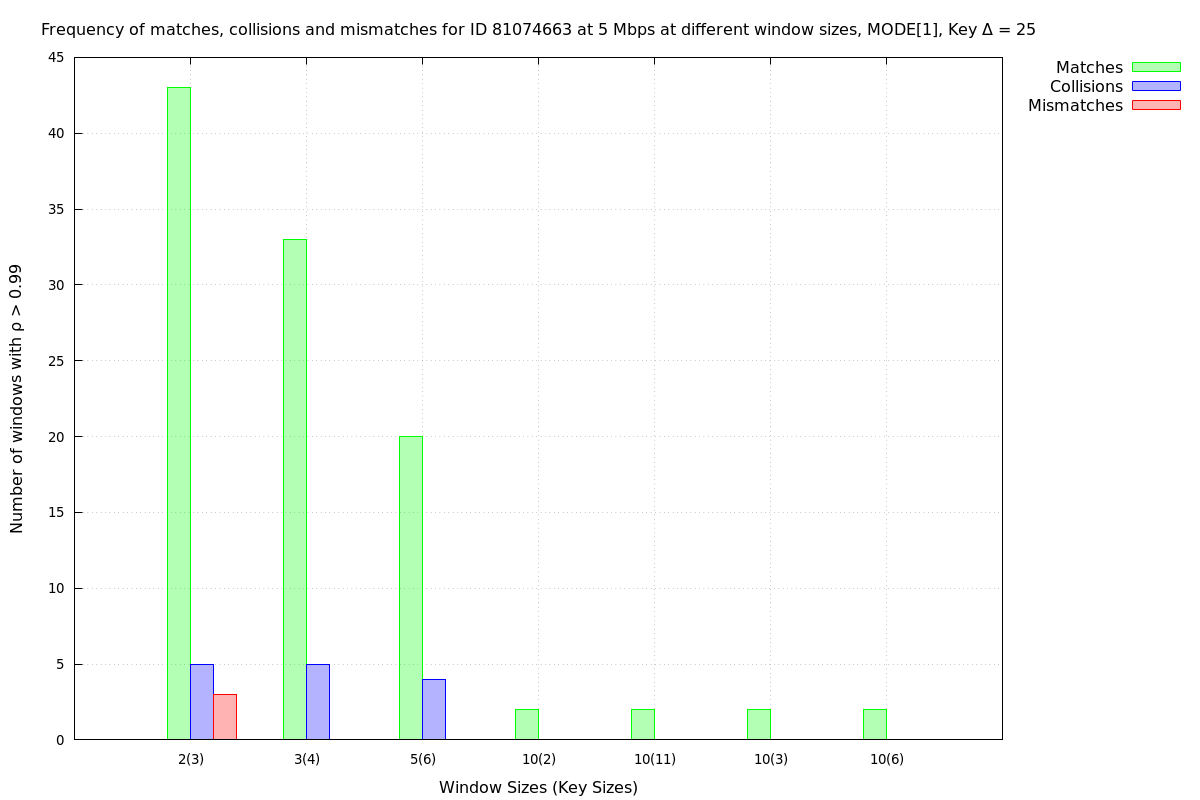 Frequency of matches, collisions and mismatches for ID 81074663 at 5 Mbps at different window sizes, MODE[1], Key Δ = 25
Matches
Collisions
Mismatches
Number of windows with ρ > 0.99
45
40
35
30
25
20
15
10
5
0
2(3) 3(4) 5(6) 10(2) 10(11) 10(3) 10(6)
Window Sizes (Key Sizes)